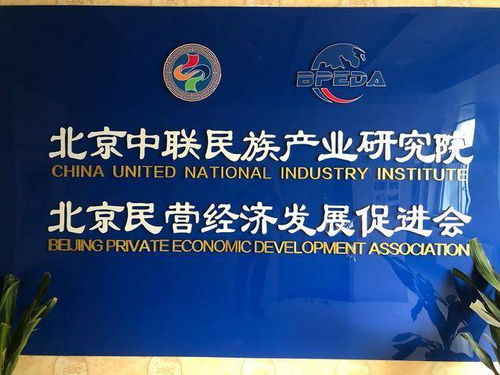 BPEDA
北京中联民族产业研究院
CHINA UNITED NATIONAL INDUSTRY INSTITUTE
北京民营经济发展促进会
BEIJING PRIVATE ECONOMIC DEVELOPMENT ASSOCIATION